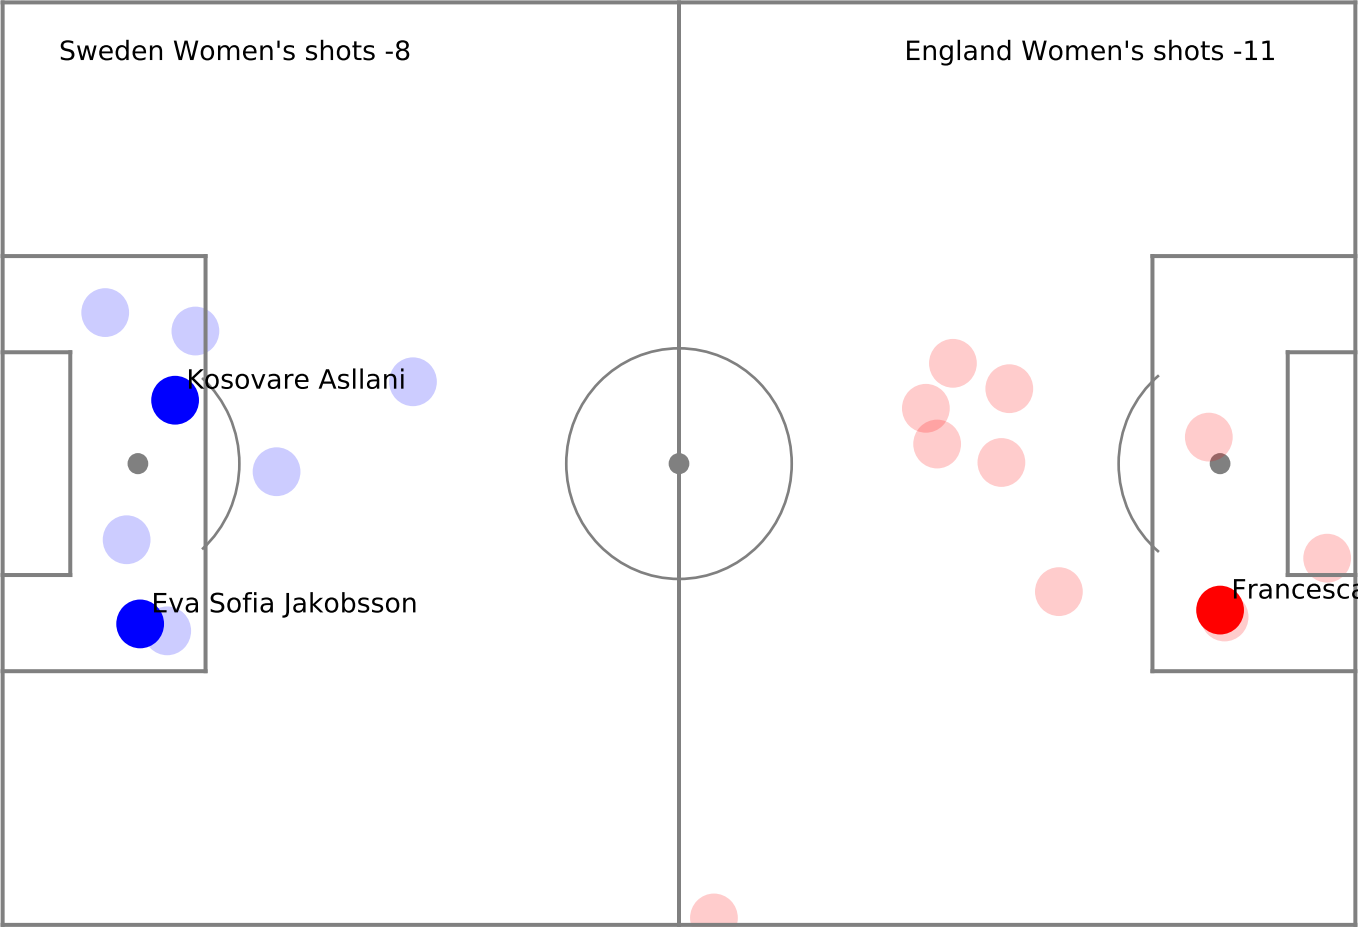 Sweden Women's shots -8
England Women's shots -11
Kosovare Asllani
Eva Sofia Jakobsson
Francesca